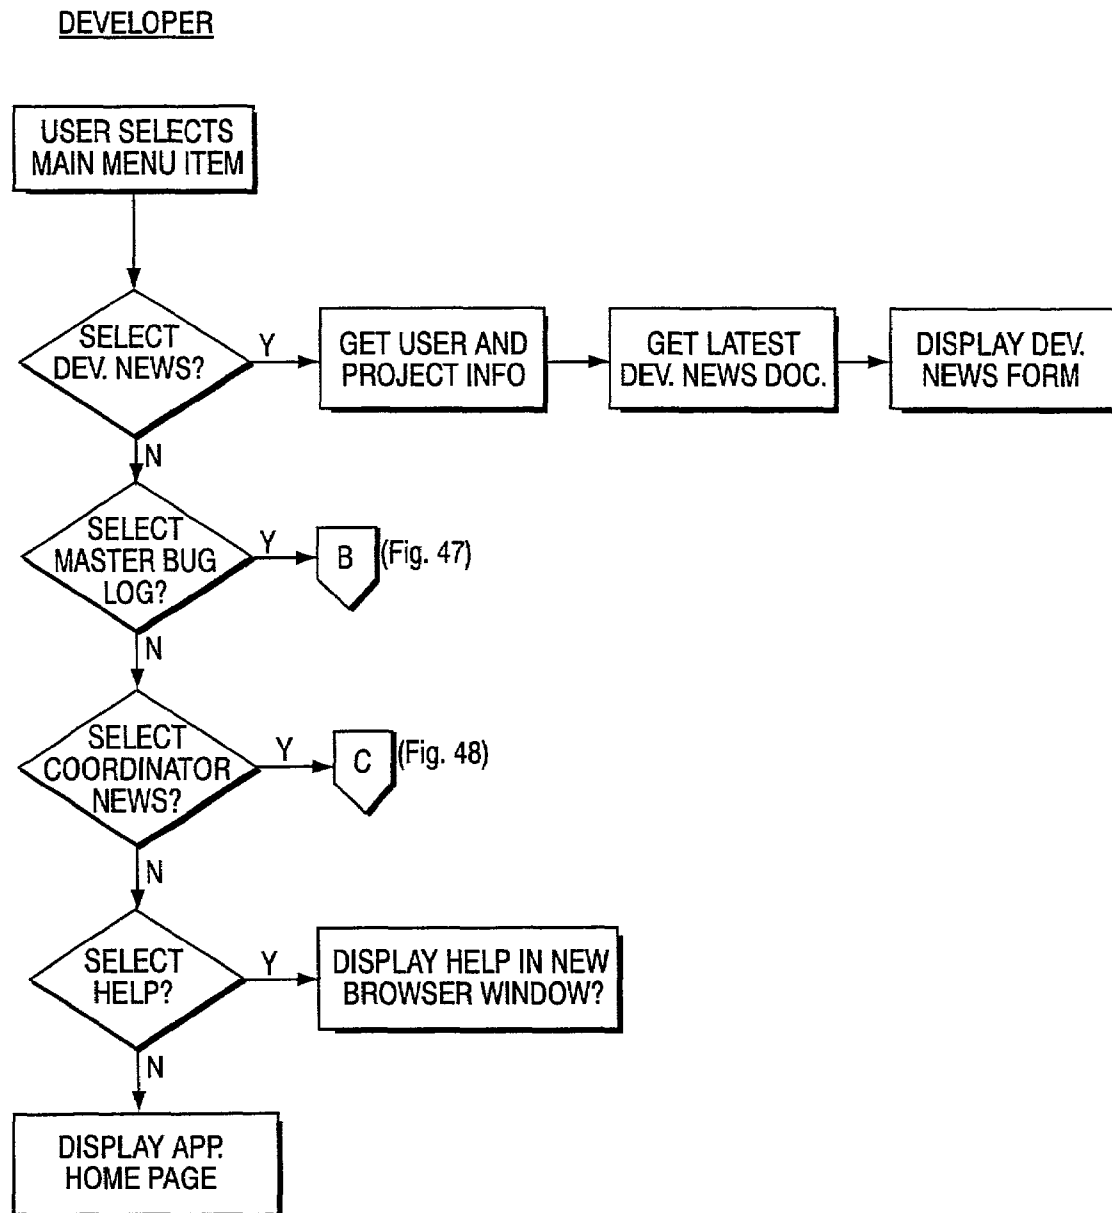 DEVELOPER
USER SELECTS
MAIN MENU ITEM
SELECT
DEV. NEWS?
Y
GET USER AND
PROJECT INFO
GET LATEST
DEV. NEWS DOC.
DISPLAY DEV.
NEWS FORM
N
SELECT
MASTER BUG
LOG?
Y
B
(Fig. 47)
N
SELECT
COORDINATOR
NEWS?
Y
C
(Fig. 48)
N
SELECT
HELP?
Y
DISPLAY HELP IN NEW
BROWSER WINDOW?
N
DISPLAY APP.
HOME PAGE